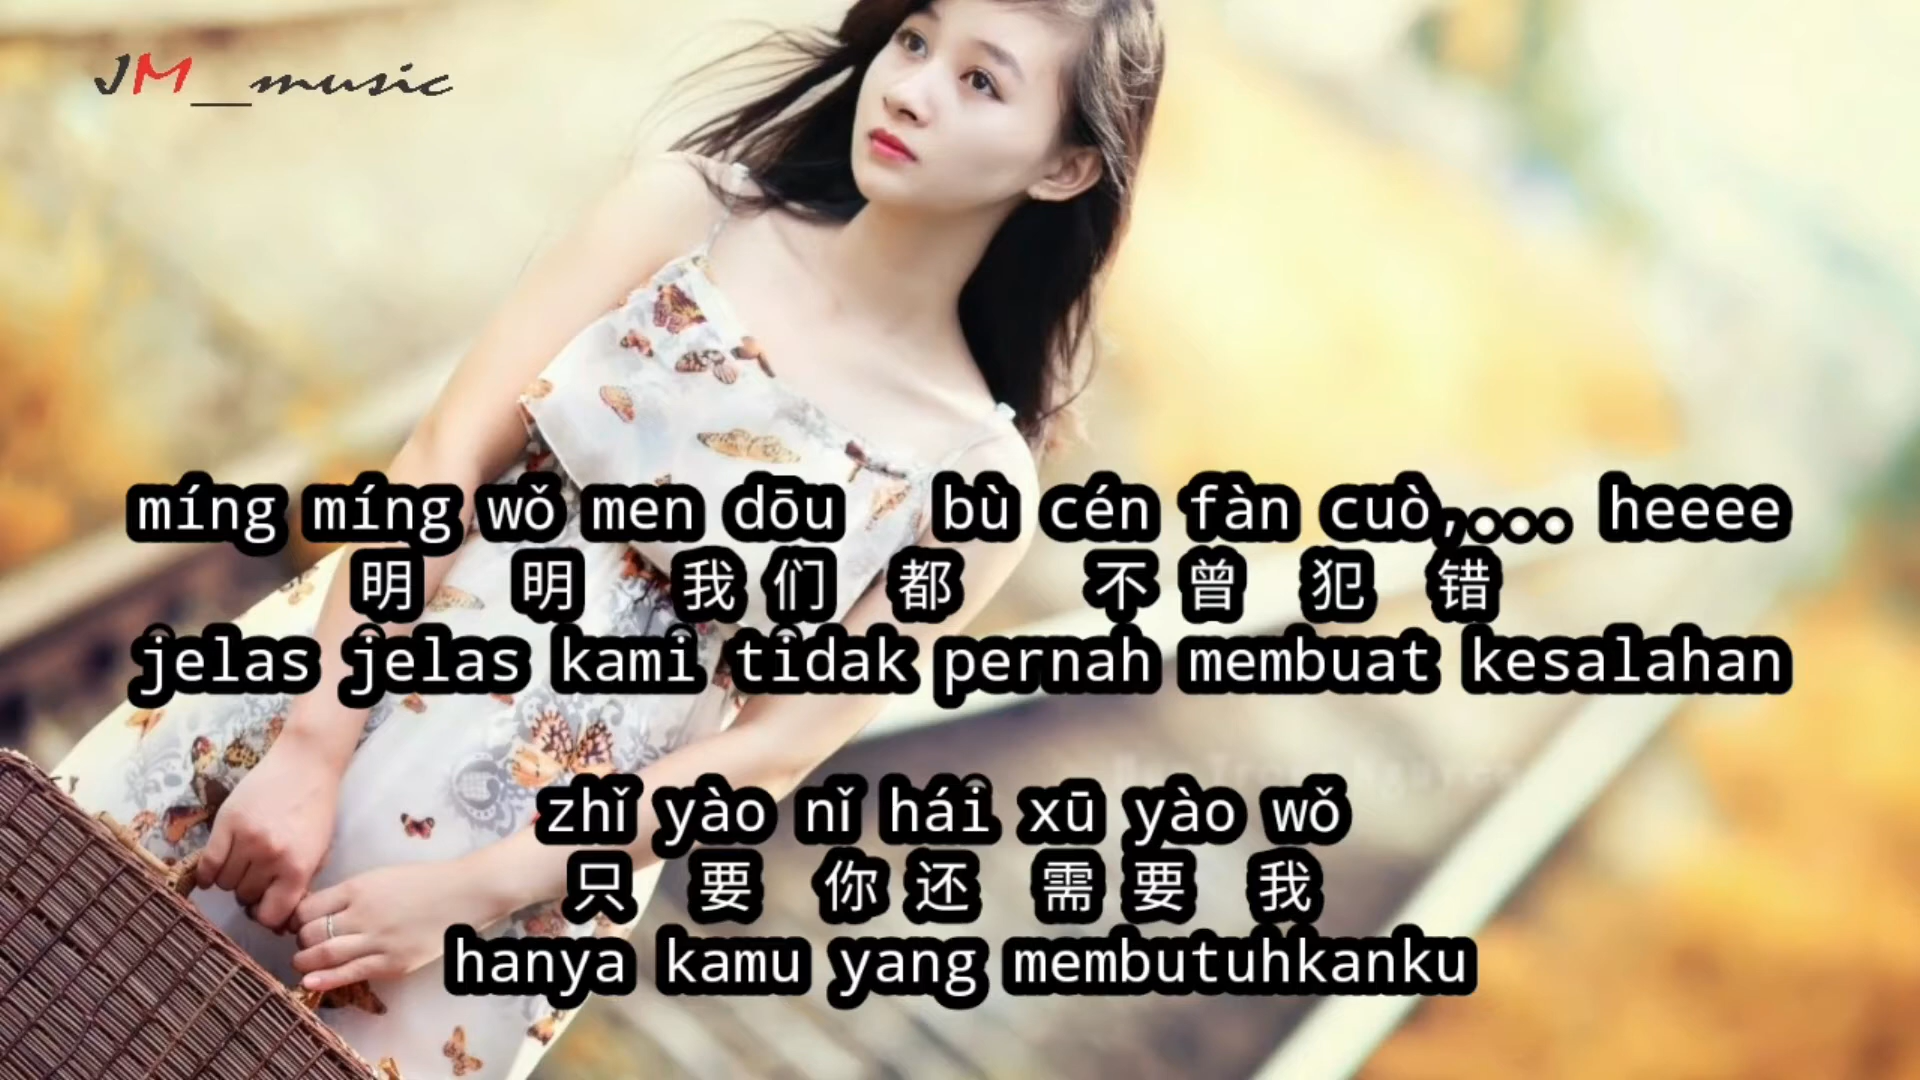 JM_music
míng míng wǒ men dōu bù cén fàn cuò,... heeee
明 明 我 们 都 不 曾 犯 错
jelas jelas kami tidak pernah membuat kesalahan
zhǐ yào nǐ hái xū yào wǒ
只 要 你 还 需 要 我
hanya kamu yang membutuhkanku